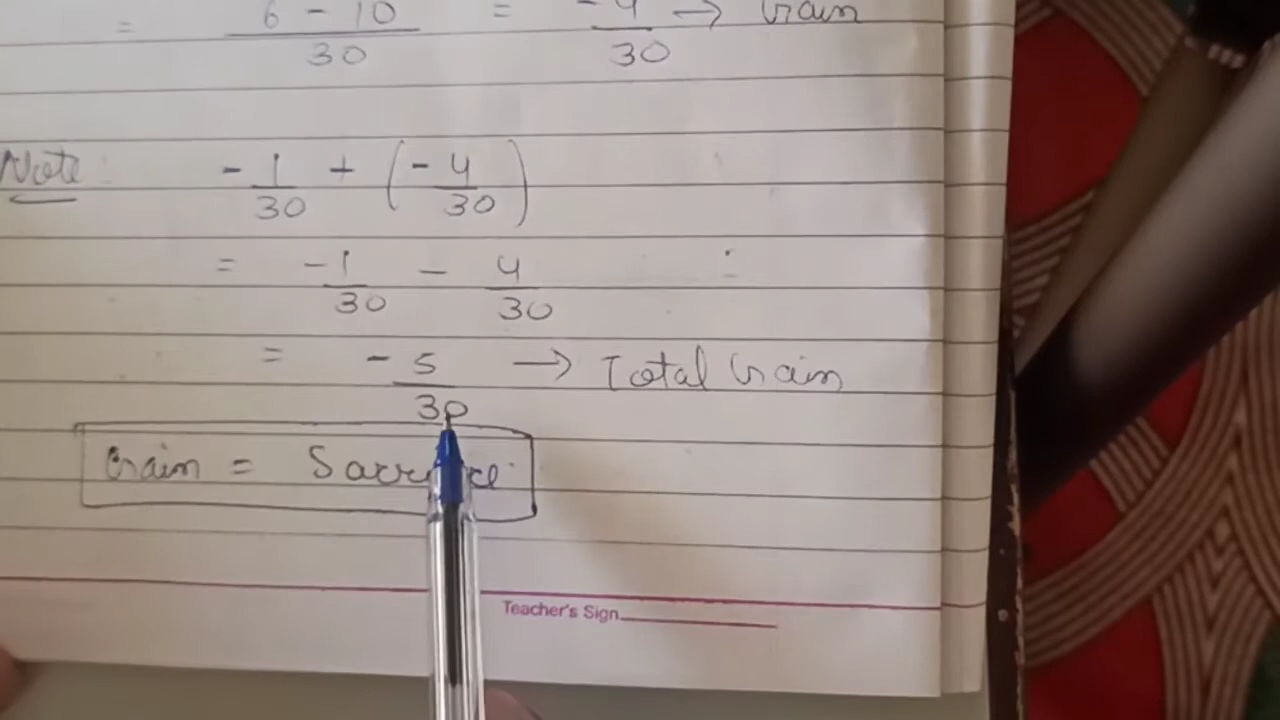 = 6 - 10 / 30 = - 4 / 30 → Gain
Note : - 1/30 + (- 4/30)
= - 1/30 - 4/30
= - 5/30 → Total Gain
Gain =
Teacher's Sign